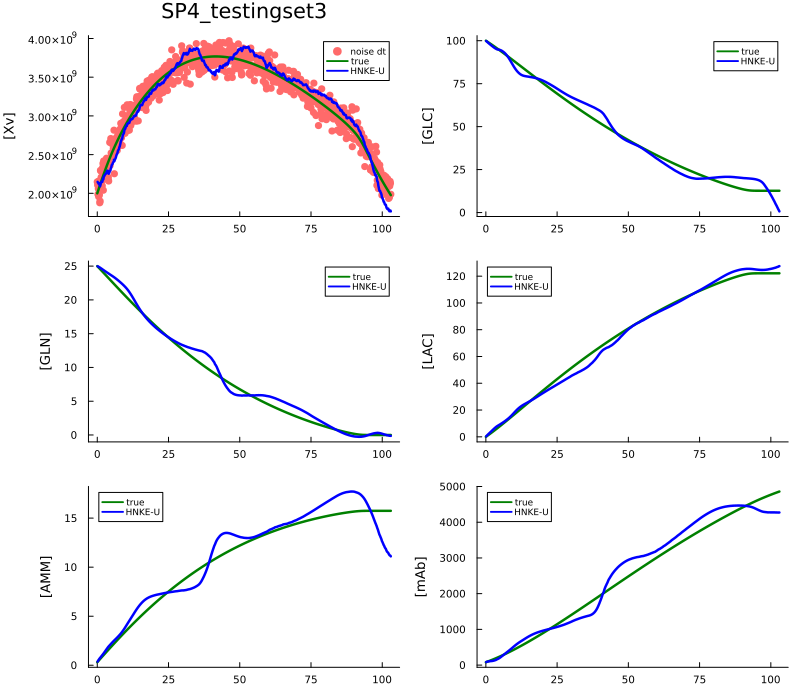 SP4_testingset3
[Xv]
4.00×10⁹
3.50×10⁹
3.00×10⁹
2.50×10⁹
2.00×10⁹
noise dt
true
HNKE-U
0 25 50 75 100
[GLC]
100
75
50
25
0
true
HNKE-U
0 25 50 75 100
[GLN]
25
20
15
10
5
0
true
HNKE-U
0 25 50 75 100
[LAC]
120
100
80
60
40
20
0
true
HNKE-U
0 25 50 75 100
[AMM]
15
10
5
0
true
HNKE-U
0 25 50 75 100
[mAb]
5000
4000
3000
2000
1000
0
true
HNKE-U
0 25 50 75 100